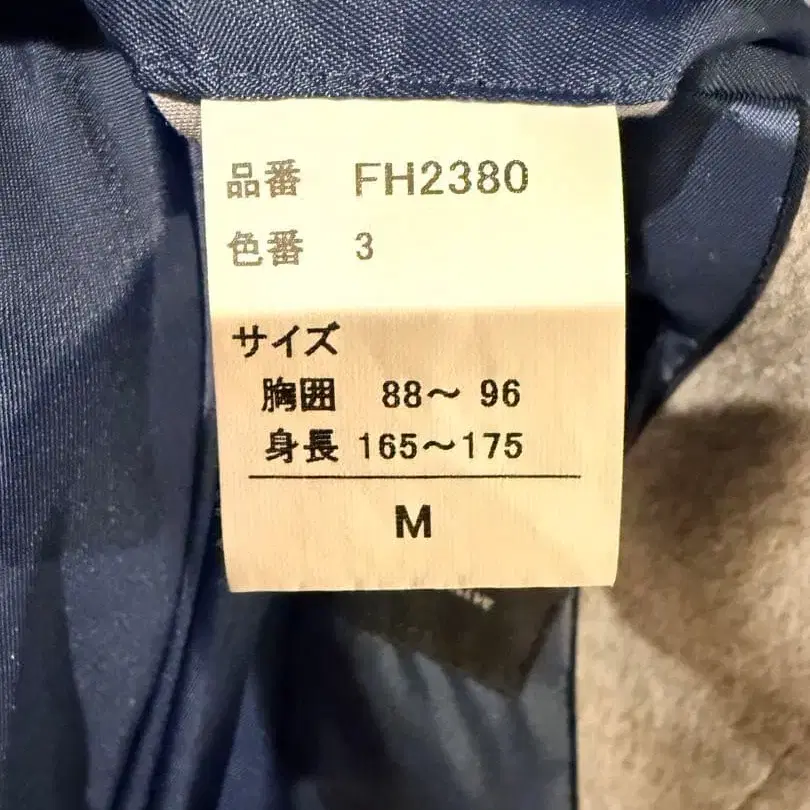 品番 FH2380
色番 3
サイズ
胸囲 88～ 96
身長 165～175
M